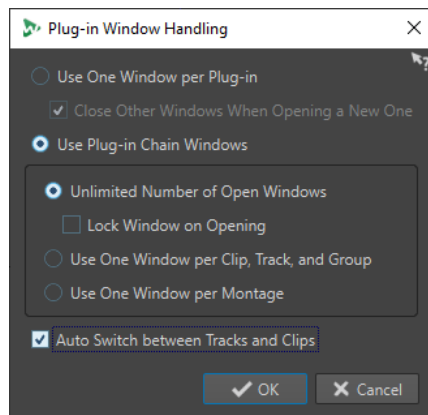 Plug-in Window Handling
Use One Window per Plug-in
Close Other Windows When Opening a New One
Use Plug-in Chain Windows
Unlimited Number of Open Windows
Lock Window on Opening
Use One Window per Clip, Track, and Group
Use One Window per Montage
Auto Switch between Tracks and Clips
OK Cancel